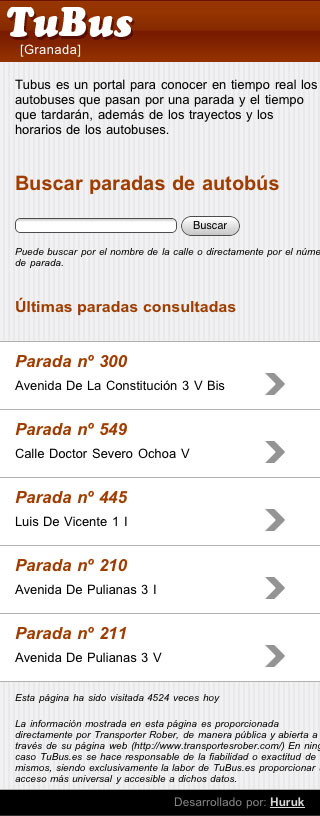 TuBus
[Granada]
Tubus es un portal para conocer en tiempo real los
autobuses que pasan por una parada y el tiempo
que tardarán, además de los trayectos y los
horarios de los autobuses.
Buscar paradas de autobús
Buscar
Puede buscar por el nombre de la calle o directamente por el núme
de parada.
Últimas paradas consultadas
Parada nº 300
Avenida De La Constitución 3 V Bis
Parada nº 549
Calle Doctor Severo Ochoa V
Parada nº 445
Luis De Vicente 1 I
Parada nº 210
Avenida De Pulianas 3 I
Parada nº 211
Avenida De Pulianas 3 V
Esta página ha sido visitada 4524 veces hoy
La información mostrada en esta página es proporcionada
directamente por Transporter Rober, de manera pública y abierta a
través de su página web (http://www.transportesrober.com/) En ning
caso TuBus.es se hace responsable de la fiabilidad o exactitud de
mismos, siendo exclusivamente la labor de TuBus.es proporcionar
acceso más universal y accesible a dichos datos.
Desarrollado por: Huruk